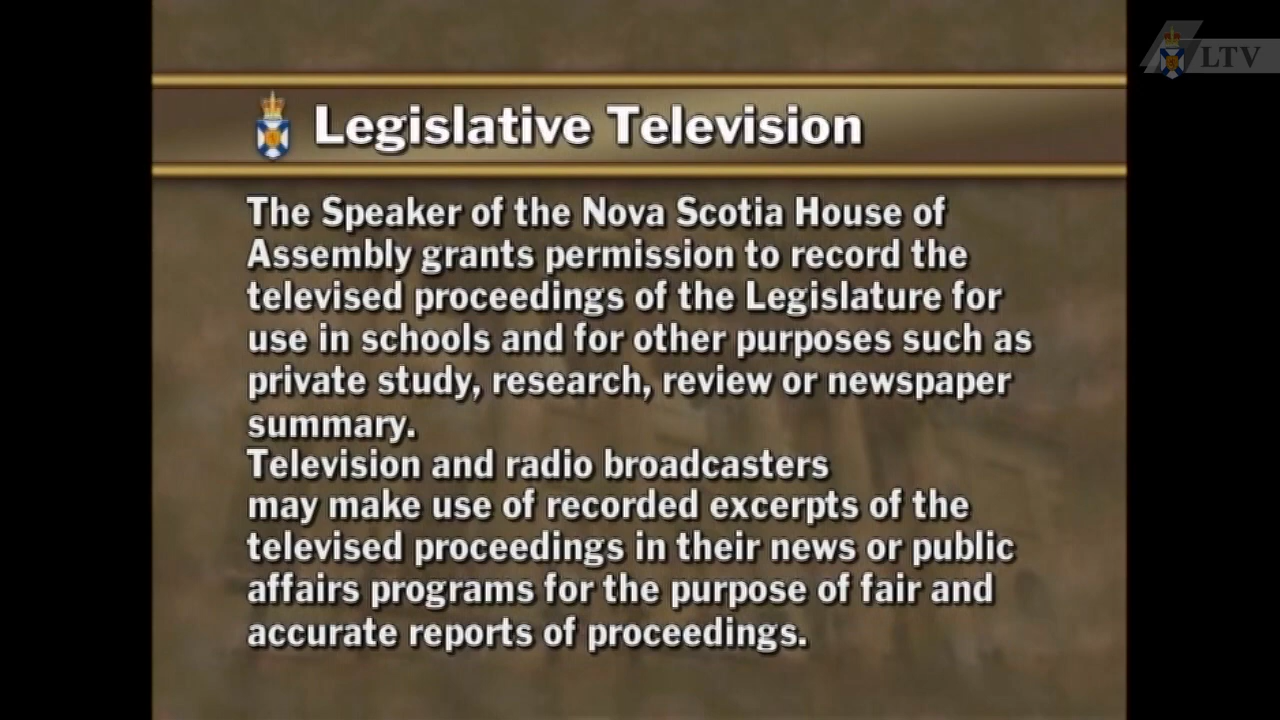 LTV
Legislative Television
The Speaker of the Nova Scotia House of
Assembly grants permission to record the
televised proceedings of the Legislature for
use in schools and for other purposes such as
private study, research, review or newspaper
summary.
Television and radio broadcasters
may make use of recorded excerpts of the
televised proceedings in their news or public
affairs programs for the purpose of fair and
accurate reports of proceedings.